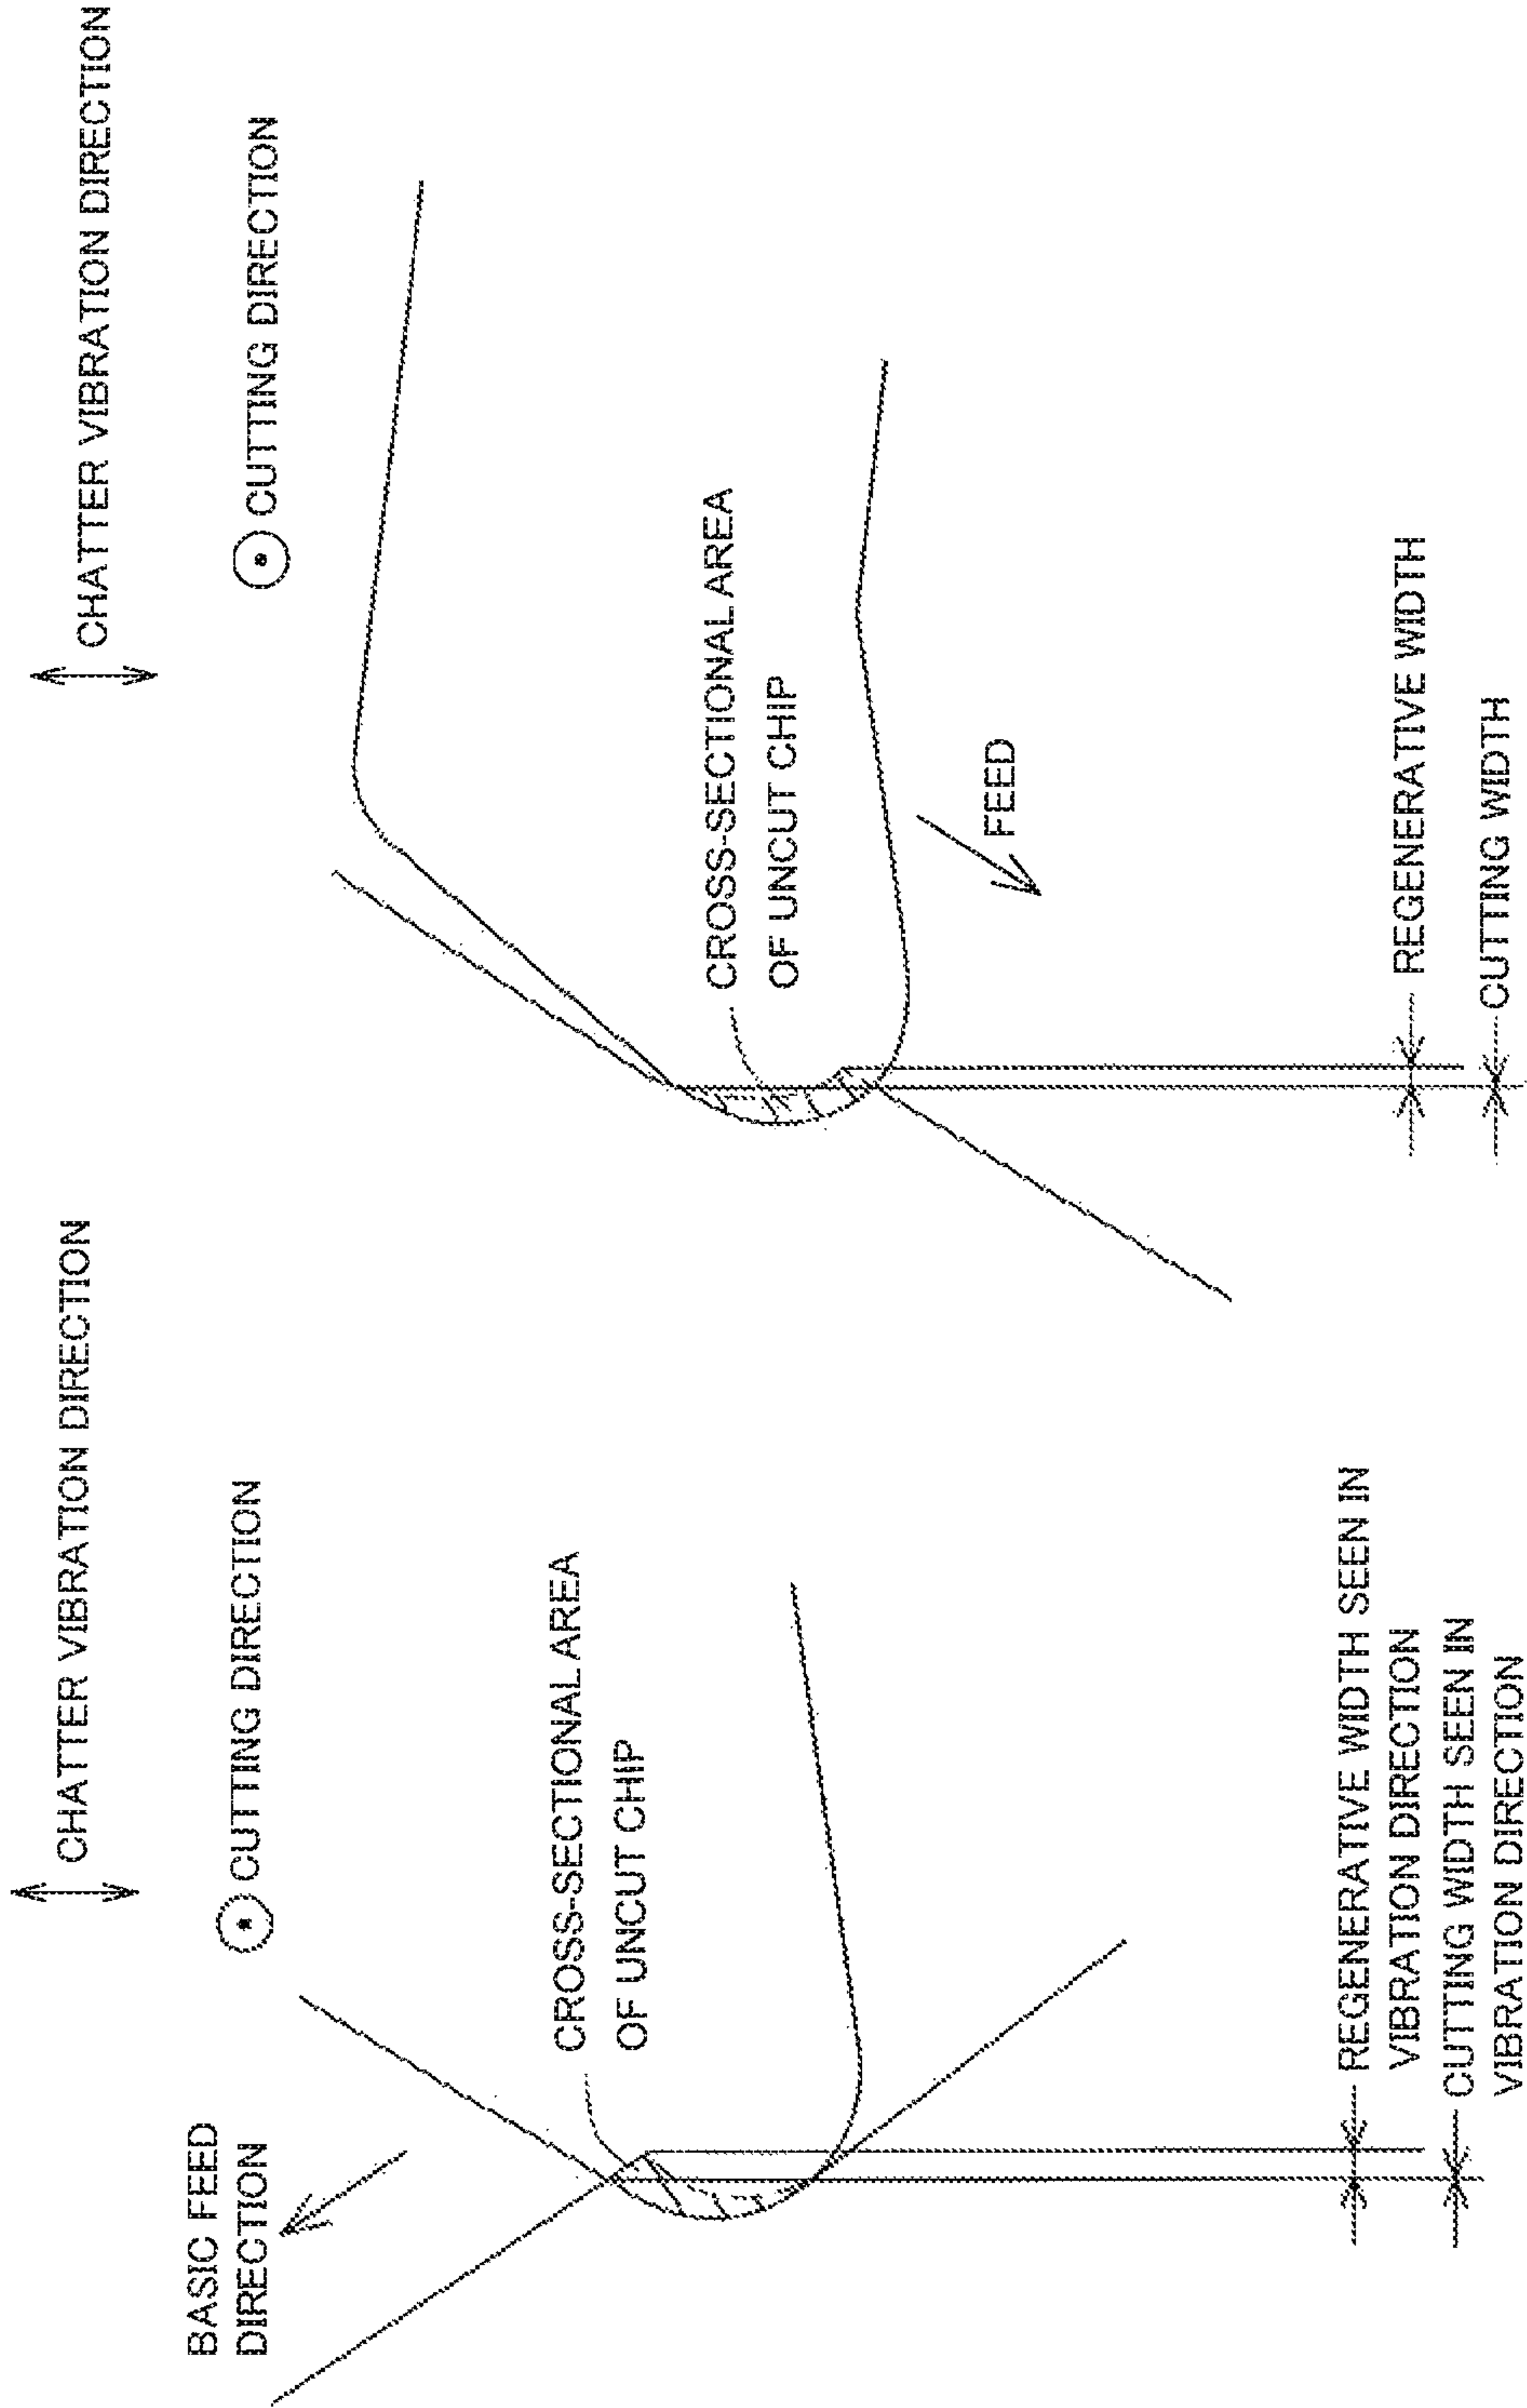 CHATTER VIBRATION DIRECTION
CUTTING DIRECTION
BASIC FEED
DIRECTION
CROSS-SECTIONAL AREA
OF UNCUT CHIP
REGENERATIVE WIDTH SEEN IN
VIBRATION DIRECTION
CUTTING WIDTH SEEN IN
VIBRATION DIRECTION
CHATTER VIBRATION DIRECTION
CUTTING DIRECTION
CROSS-SECTIONAL AREA
OF UNCUT CHIP
FEED
REGENERATIVE WIDTH
CUTTING WIDTH